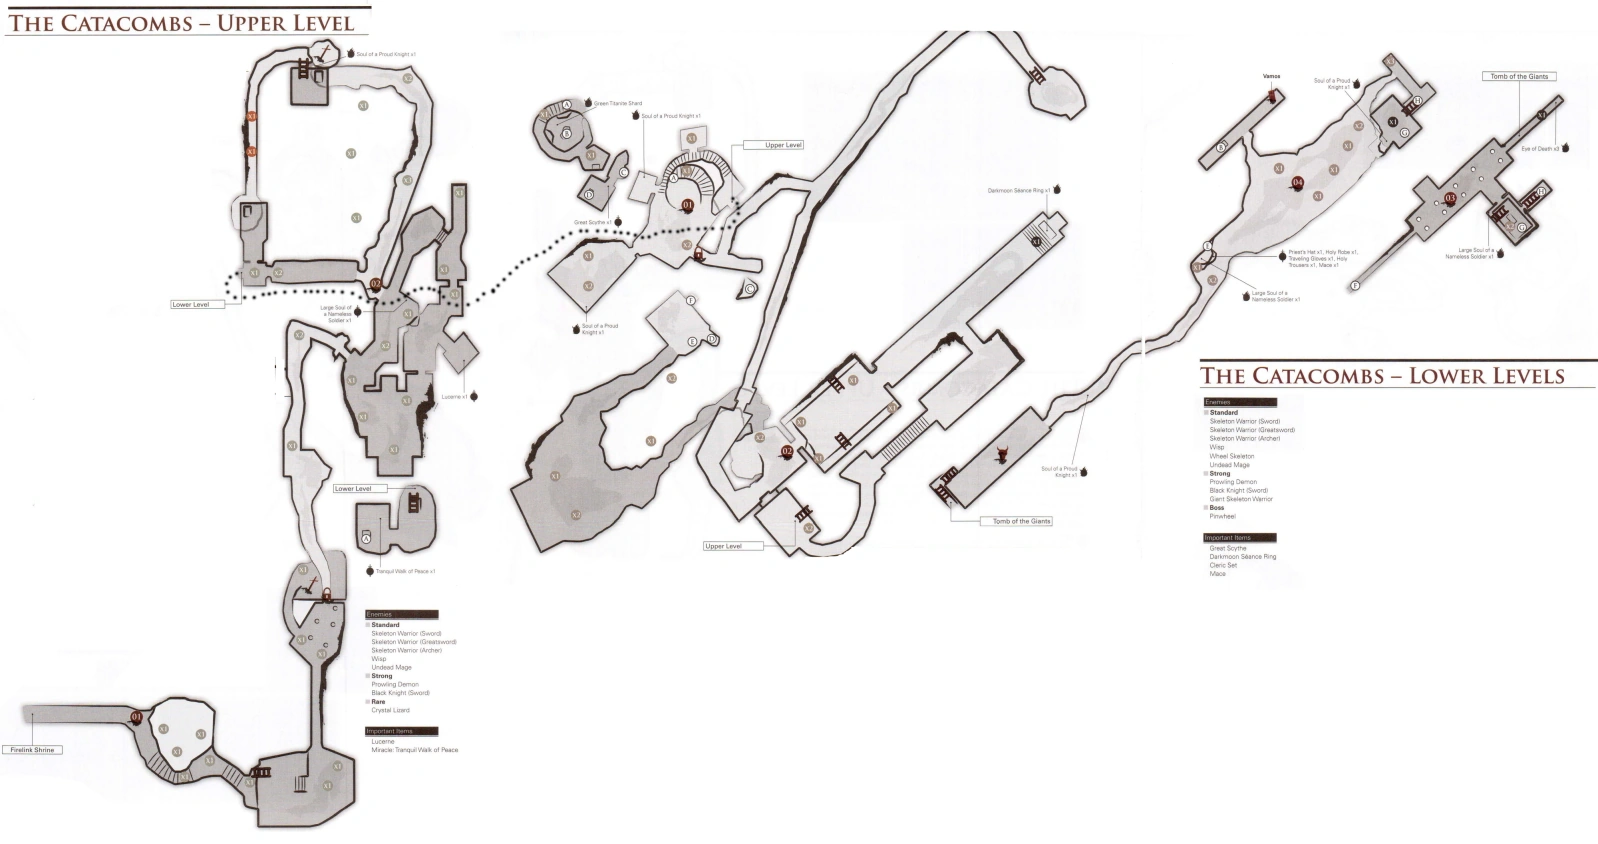 THE CATACOMBS – UPPER LEVEL
Soul of a Proud Knight x1
Lower Level
Large Soul of
a Nameless
Soldier x1
Lucerne x1
Lower Level
Tranquil Walk of Peace x1
Firelink Shrine
01
02
A
Enemies
Standard
Skeleton Warrior (Sword)
Skeleton Warrior (Greatsword)
Skeleton Warrior (Archer)
Wisp
Undead Mage
Strong
Prowling Demon
Black Knight (Sword)
Rare
Crystal Lizard
Important Items
Lucerne
Miracle: Tranquil Walk of Peace
Green Titanite Shard
Soul of a Proud Knight x1
Upper Level
A
B
C
D
A
01
Great Scythe x1
Soul of a Proud
Knight x1
C
F
E
D
Darkmoon Séance Ring x1
02
Upper Level
Tomb of the Giants
Soul of a Proud
Knight x1
Vamos
Soul of a Proud
Knight x1
Tomb of the Giants
B
H
G
04
E
Priest's Hat x1, Holy Robe x1,
Traveling Gloves x1, Holy
Trousers x1, Mace x1
Large Soul of a
Nameless Soldier x1
Eye of Death x3
03
H
G
Large Soul of a
Nameless Soldier x1
F
THE CATACOMBS – LOWER LEVELS
Enemies
Standard
Skeleton Warrior (Sword)
Skeleton Warrior (Greatsword)
Skeleton Warrior (Archer)
Wisp
Wheel Skeleton
Undead Mage
Strong
Prowling Demon
Black Knight (Sword)
Giant Skeleton Warrior
Boss
Pinwheel
Important Items
Great Scythe
Darkmoon Séance Ring
Cleric Set
Mace